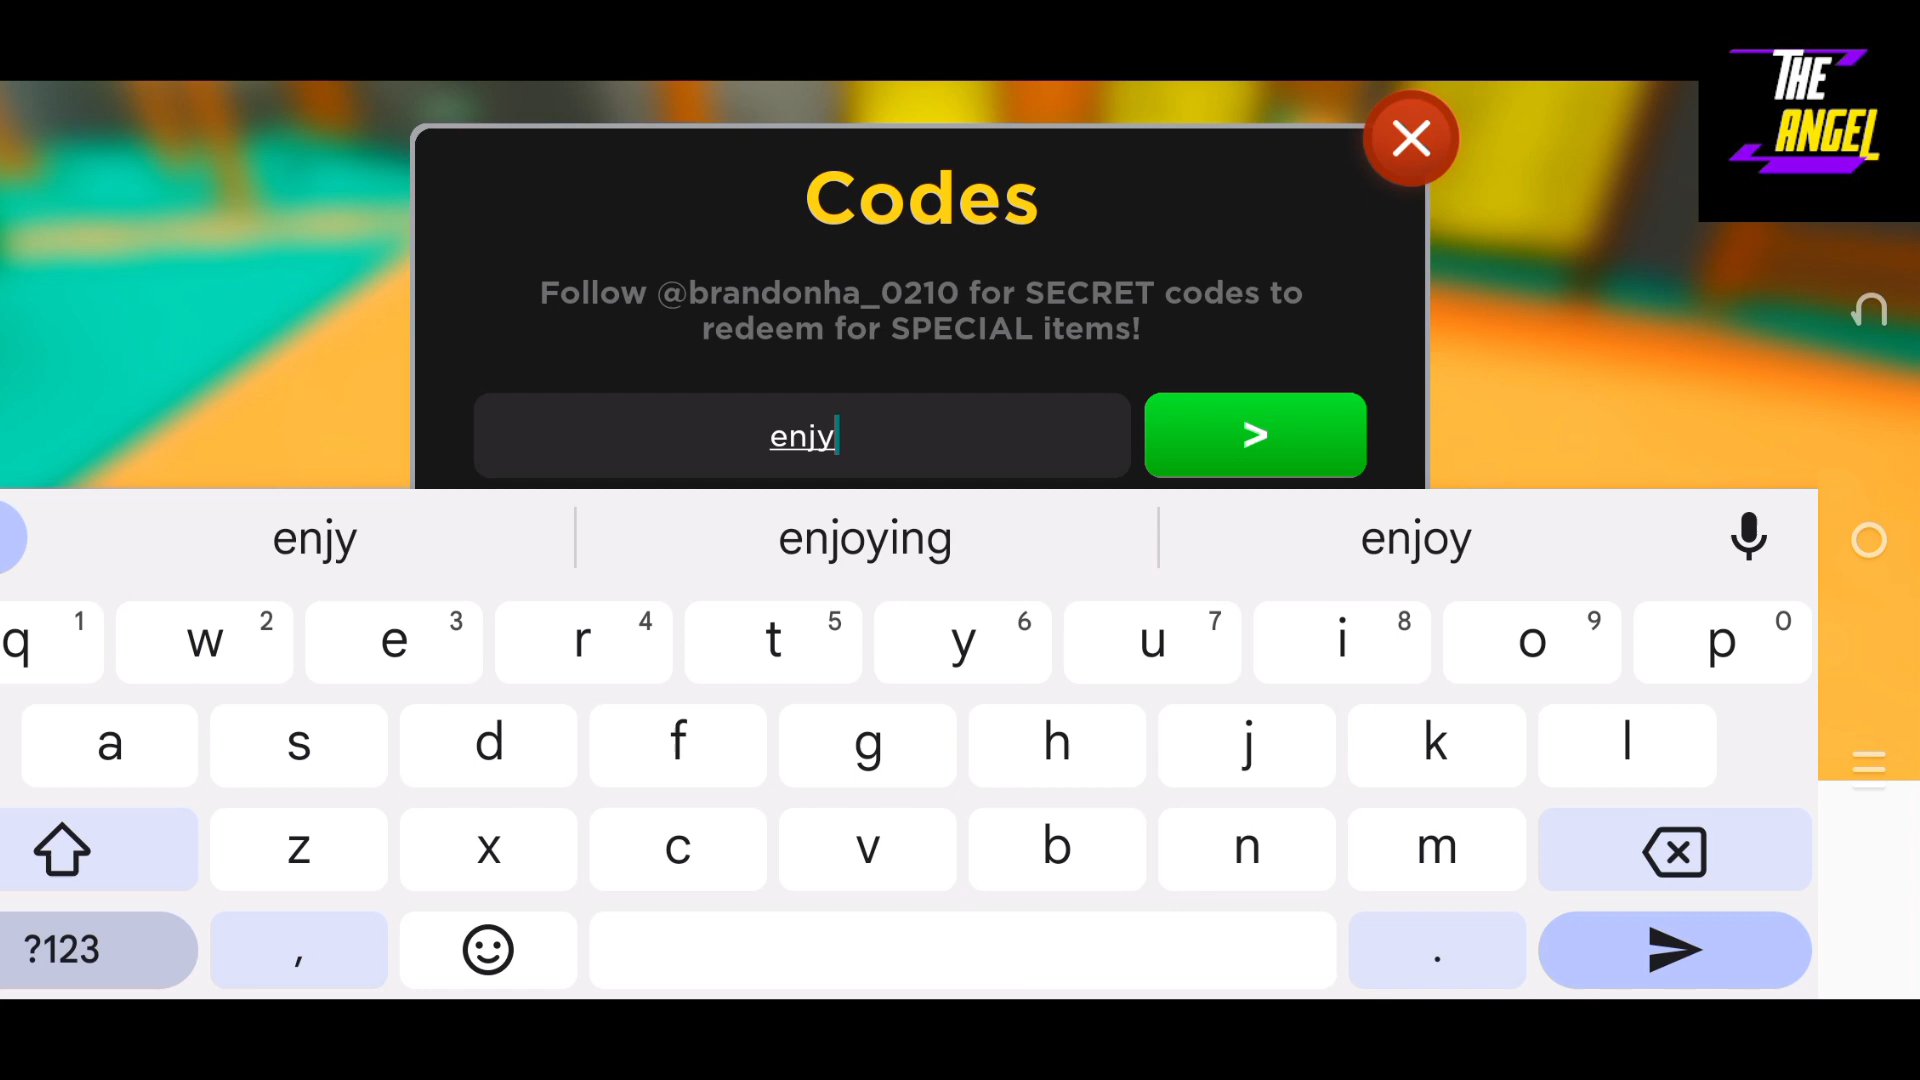 THE
ANGEL
Codes
Follow @brandonha_0210 for SECRET codes to
redeem for SPECIAL items!
enjy
>
enjy enjoying enjoy
q 1 w 2 e 3 r 4 t 5 y 6 u 7 i 8 o 9 p 0
a s d f g h j k l
z x c v b n m
?123 , .